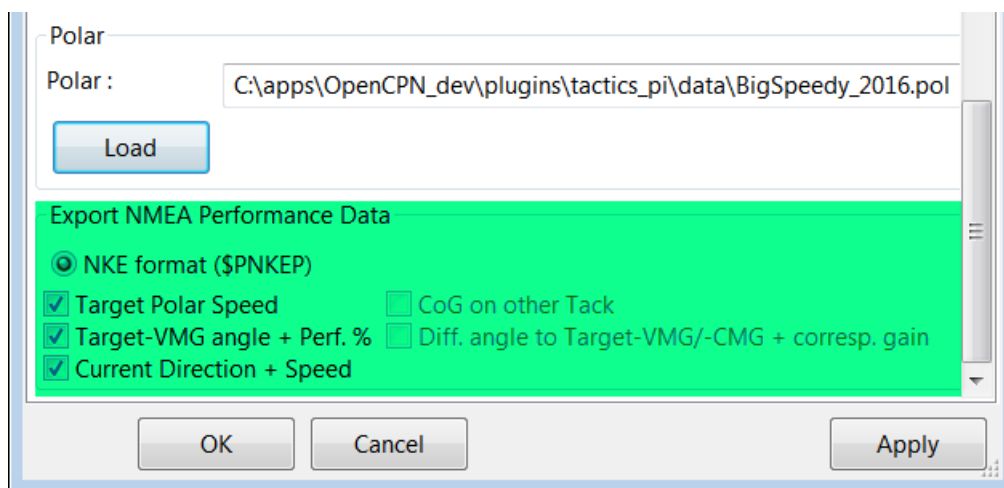 Polar
Polar :
C:\apps\OpenCPN_dev\plugins\tactics_pi\data\BigSpeedy_2016.pol
Load
Export NMEA Performance Data
NKE format ($PNKEP)
Target Polar Speed
CoG on other Tack
Target-VMG angle + Perf. %
Diff. angle to Target-VMG/-CMG + corresp. gain
Current Direction + Speed
OK
Cancel
Apply